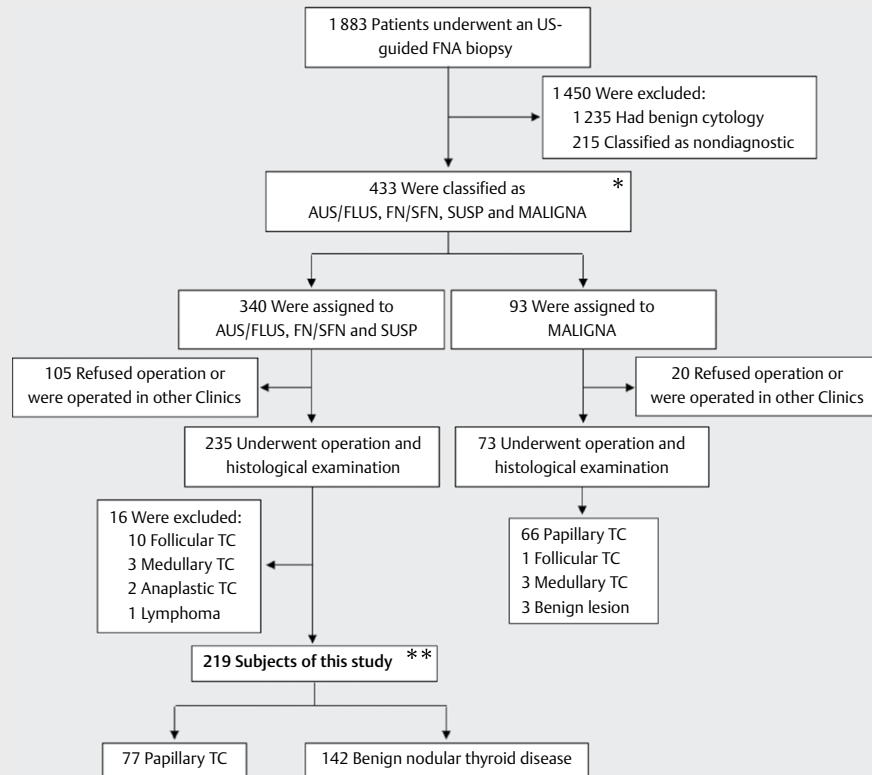 1 883 Patients underwent an US-
guided FNA biopsy
1 450 Were excluded:
1 235 Had benign cytology
215 Classified as nondiagnostic
433 Were classified as *
AUS/FLUS, FN/SFN, SUSP and MALIGNA
340 Were assigned to
AUS/FLUS, FN/SFN and SUSP
93 Were assigned to
MALIGNA
105 Refused operation or
were operated in other Clinics
20 Refused operation or
were operated in other Clinics
235 Underwent operation and
histological examination
73 Underwent operation and
histological examination
16 Were excluded:
10 Follicular TC
3 Medullary TC
2 Anaplastic TC
1 Lymphoma
66 Papillary TC
1 Follicular TC
3 Medullary TC
3 Benign lesion
219 Subjects of this study **
77 Papillary TC
142 Benign nodular thyroid disease